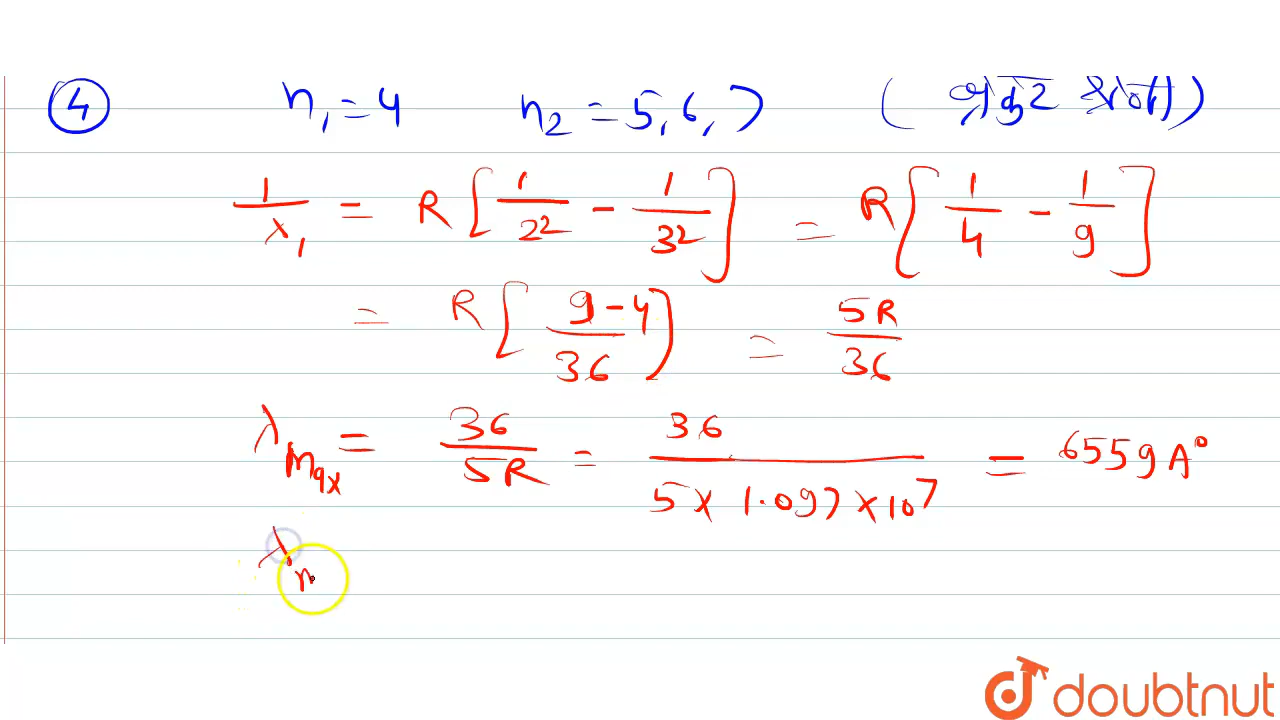 ④ n₁ = 4 n₂ = 5, 6, 7 (ब्रैकेट श्रेणी)
1/λ₁ = R [1/2² - 1/3²] = R [1/4 - 1/9]
= R [9-4/36] = 5R/36
λmax = 36/5R = 36/5 × 1.097 × 10⁷ = 6559 A°
λm
doubtnut